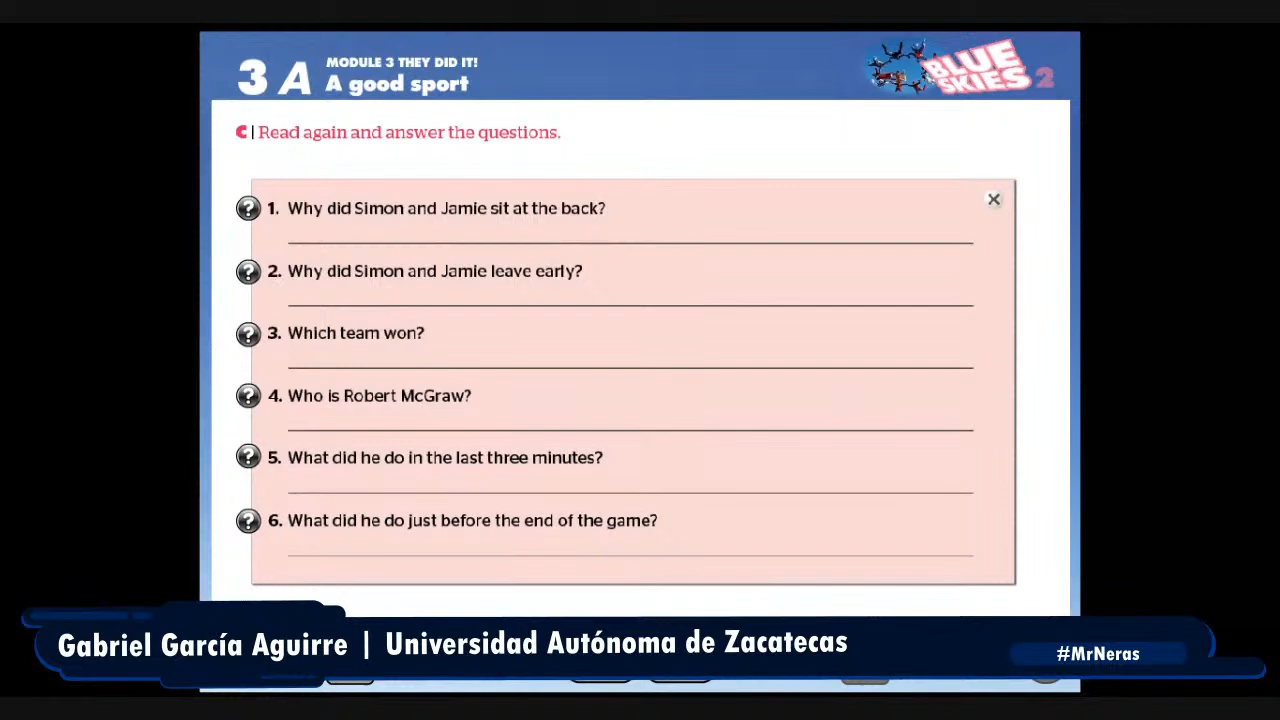 3 A
MODULE 3 THEY DID IT!
A good sport
BLUE
SKIES 2
C | Read again and answer the questions.
1. Why did Simon and Jamie sit at the back?
2. Why did Simon and Jamie leave early?
3. Which team won?
4. Who is Robert McGraw?
5. What did he do in the last three minutes?
6. What did he do just before the end of the game?
Gabriel García Aguirre | Universidad Autónoma de Zacatecas
#MrNeras